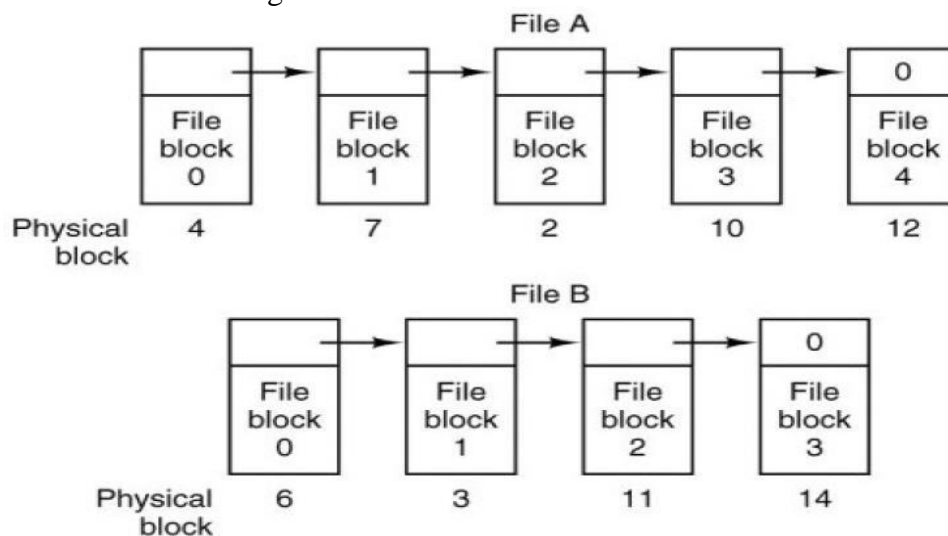 File A
0
File block 0
File block 1
File block 2
File block 3
File block 4
Physical block
4
7
2
10
12
File B
0
File block 0
File block 1
File block 2
File block 3
Physical block
6
3
11
14